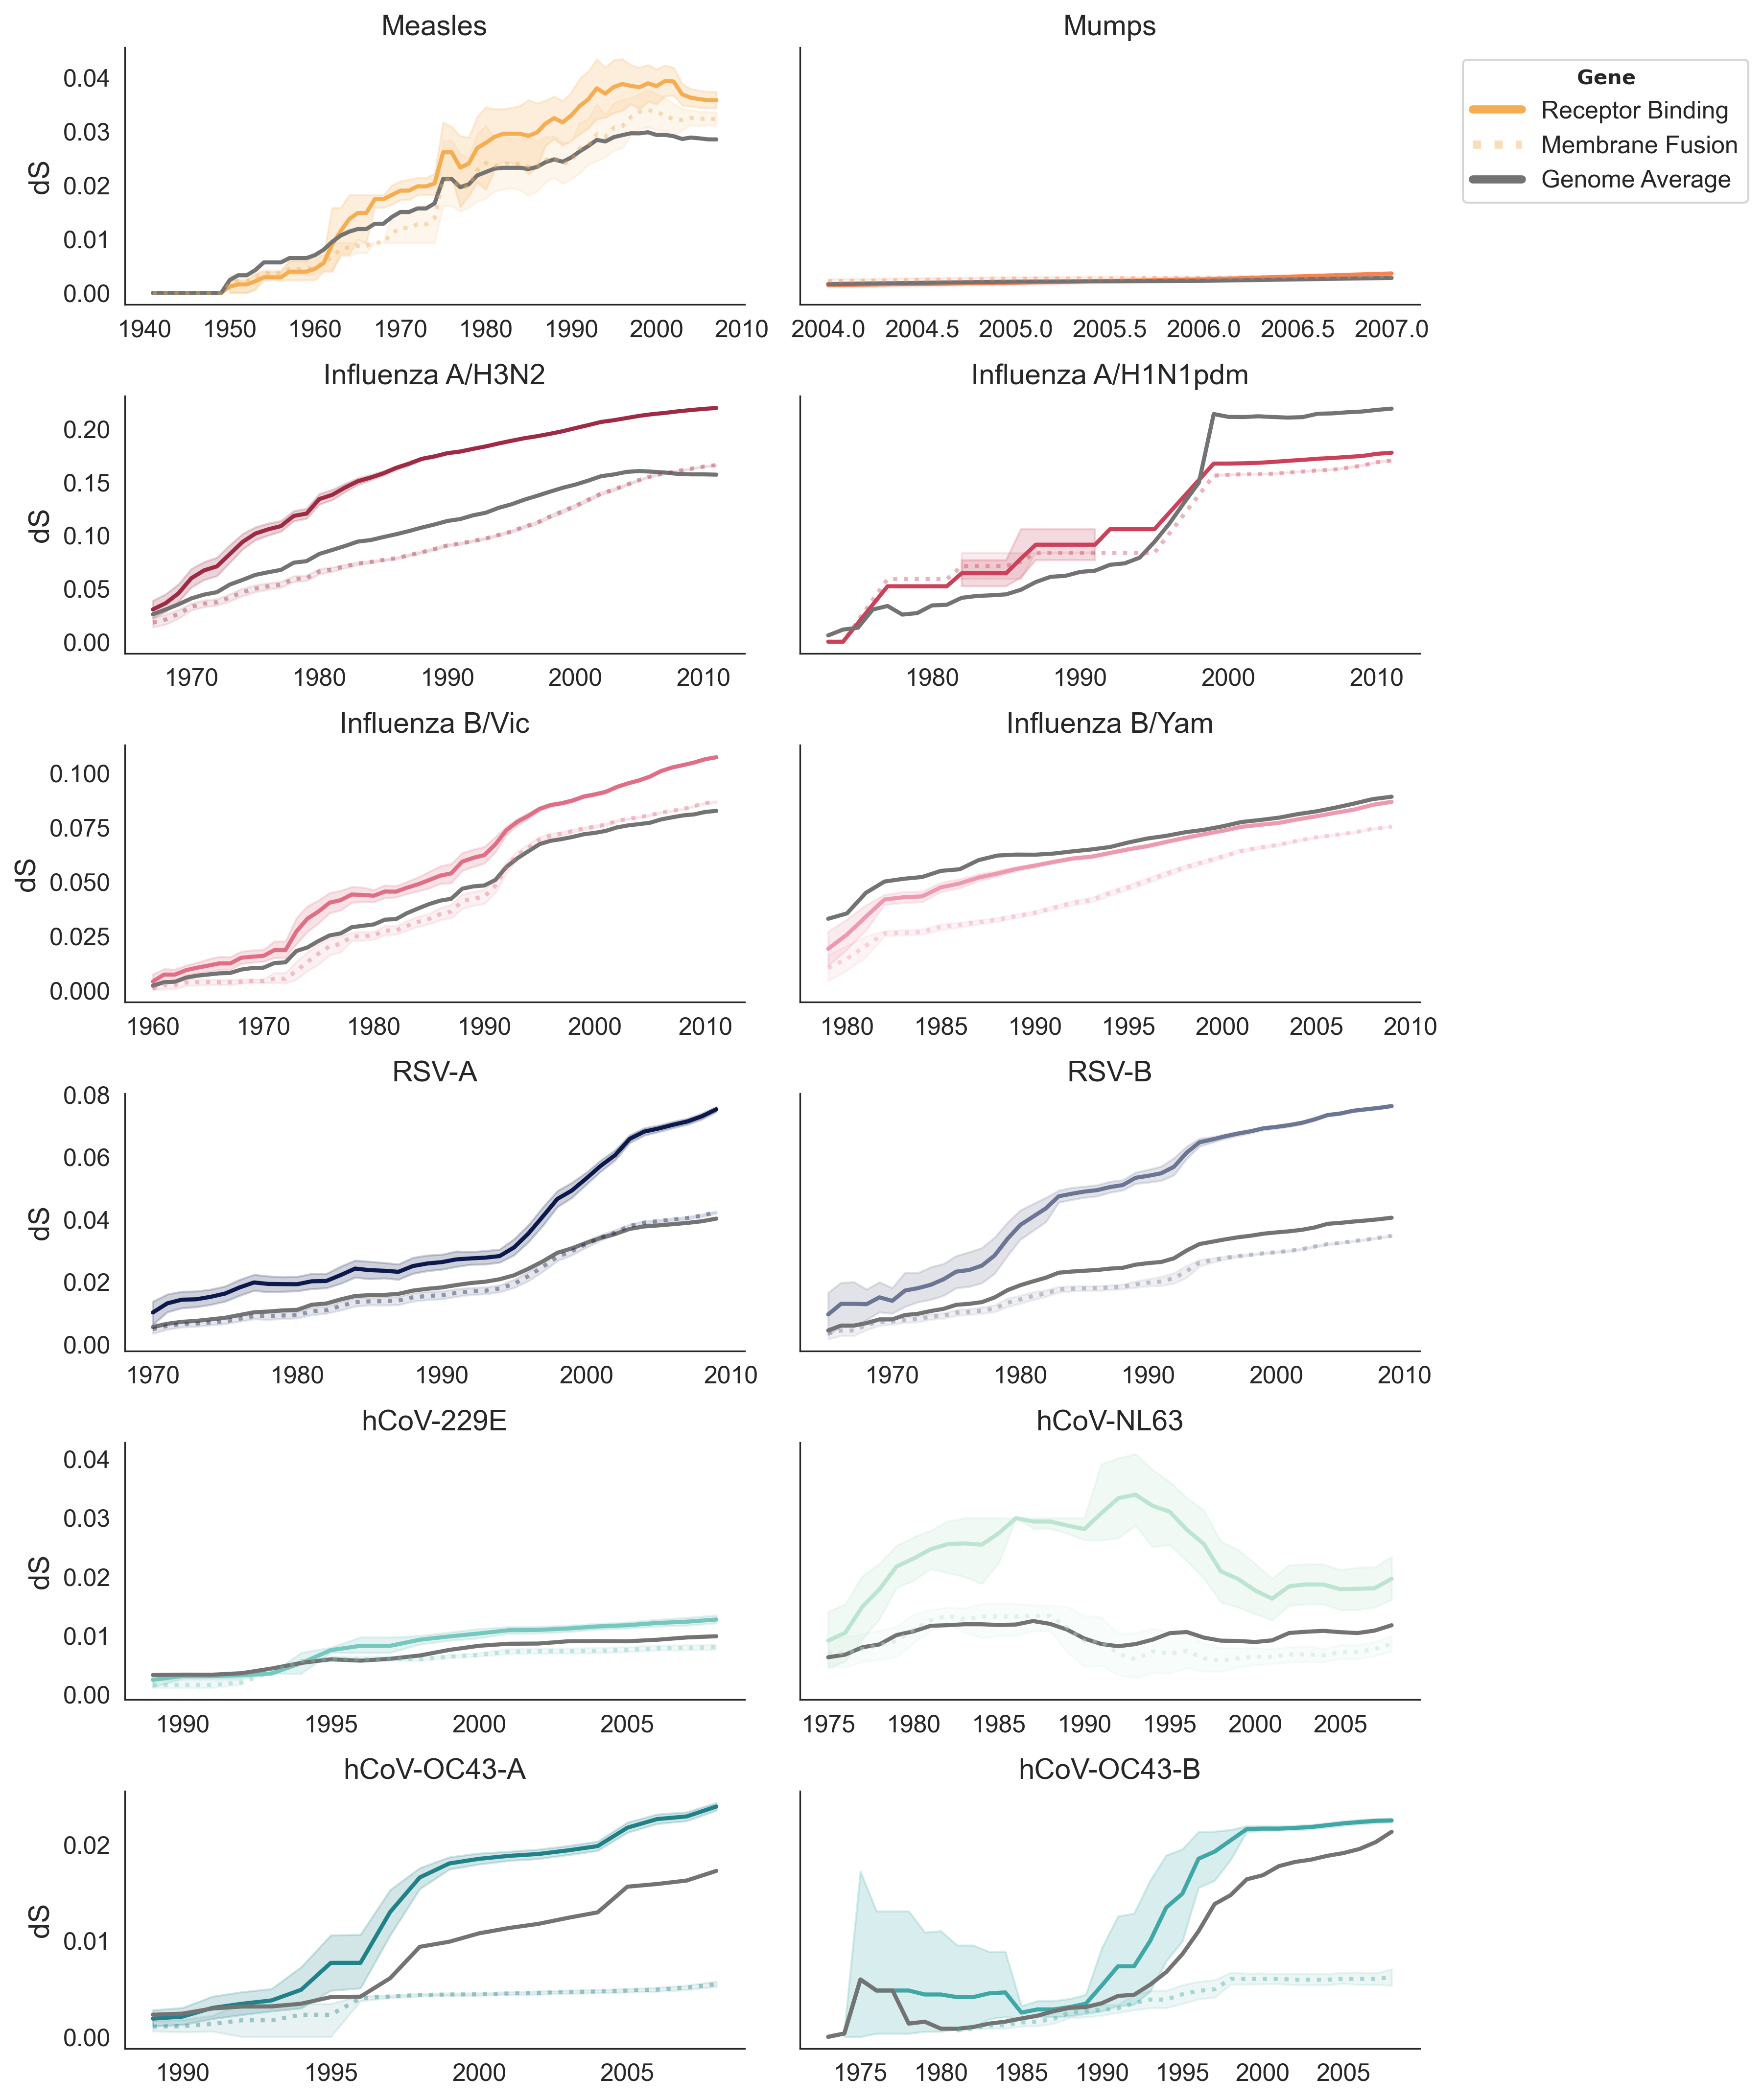 Measles
Mumps
Gene
Receptor Binding
Membrane Fusion
Genome Average
dS
0.04
0.03
0.02
0.01
0.00
1940 1950 1960 1970 1980 1990 2000 2010
2004.0 2004.5 2005.0 2005.5 2006.0 2006.5 2007.0
Influenza A/H3N2
Influenza A/H1N1pdm
dS
0.20
0.15
0.10
0.05
0.00
1970 1980 1990 2000 2010
1980 1990 2000 2010
Influenza B/Vic
Influenza B/Yam
dS
0.100
0.075
0.050
0.025
0.000
1960 1970 1980 1990 2000 2010
1980 1985 1990 1995 2000 2005 2010
RSV-A
RSV-B
dS
0.08
0.06
0.04
0.02
0.00
1970 1980 1990 2000 2010
1970 1980 1990 2000 2010
hCoV-229E
hCoV-NL63
dS
0.04
0.03
0.02
0.01
0.00
1990 1995 2000 2005
1975 1980 1985 1990 1995 2000 2005
hCoV-OC43-A
hCoV-OC43-B
dS
0.02
0.01
0.00
1990 1995 2000 2005
1975 1980 1985 1990 1995 2000 2005